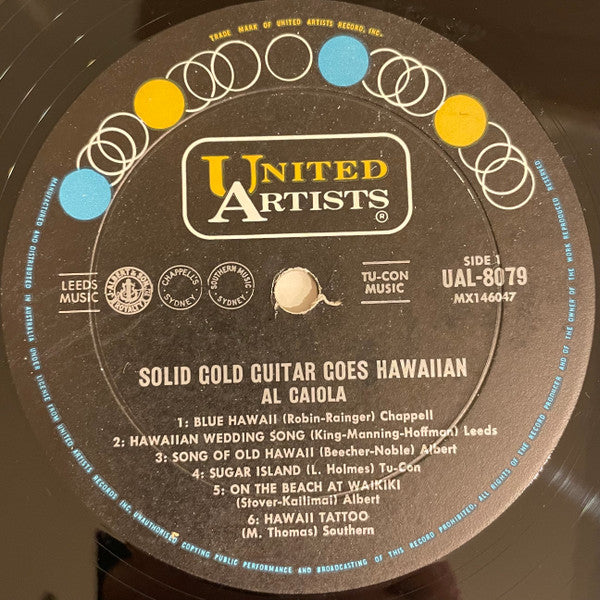 TRADE MARK OF UNITED ARTISTS RECORD, INC.
UNITED
ARTISTS
®
LEEDS
MUSIC
J. ALBERT & SON
ROYALTY
CHAPPELLS
SYDNEY
SOUTHERN MUSIC
SYDNEY
TU-CON
MUSIC
SIDE 1
UAL-8079
MX146047
SOLID GOLD GUITAR GOES HAWAIIAN
AL CAIOLA
1: BLUE HAWAII (Robin-Rainger) Chappell
2: HAWAIIAN WEDDING SONG (King-Manning-Hoffman) Leeds
3: SONG OF OLD HAWAII (Beecher-Noble) Albert
4: SUGAR ISLAND (L. Holmes) Tu-Con
5: ON THE BEACH AT WAIKIKI
(Stover-Kailimai) Albert
6: HAWAII TATTOO
(M. Thomas) Southern
MANUFACTURED AND DISTRIBUTED IN AUSTRALIA UNDER LICENSE FROM UNITED ARTISTS RECORDS INC. UNAUTHORISED COPYING PUBLIC PERFORMANCE AND BROADCASTING OF THIS RECORD PROHIBITED. ALL RIGHTS OF THE RECORD PRODUCER AND OF THE OWNER OF THE WORK REPRODUCED RESERVED